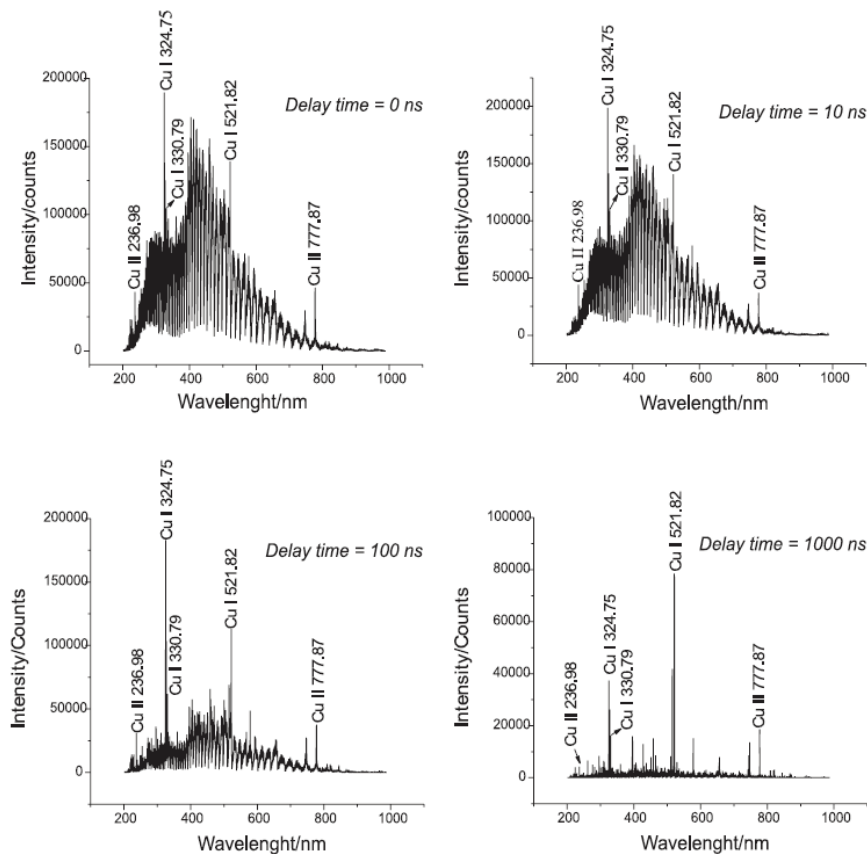 Cu I 324.75
Delay time = 0 ns
Cu I 330.79
Cu I 521.82
Cu II 236.98
Cu II 777.87
Intensity/counts
200000
150000
100000
50000
0
200 400 600 800 1000
Wavelenght/nm
Cu I 324.75
Delay time = 10 ns
Cu I 330.79
Cu I 521.82
Cu II 236.98
Cu II 777.87
Intensity/counts
200000
150000
100000
50000
0
200 400 600 800 1000
Wavelength/nm
Cu I 324.75
Delay time = 100 ns
Cu I 521.82
Cu I 330.79
Cu II 236.98
Cu II 777.87
Intensity/Counts
200000
150000
100000
50000
0
200 400 600 800 1000
Wavelenght/nm
Cu I 521.82
Delay time = 1000 ns
Cu I 324.75
Cu I 330.79
Cu II 236.98
Cu II 777.87
Intensity/Counts
100000
80000
60000
40000
20000
0
200 400 600 800 1000
Wavelenght/nm